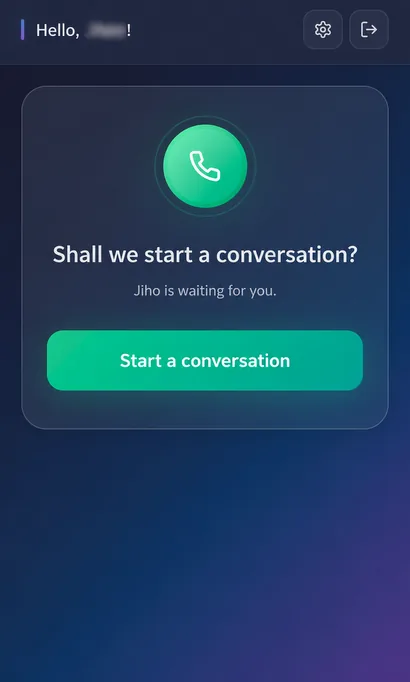 Hello, !
Shall we start a conversation?
Jiho is waiting for you.
Start a conversation